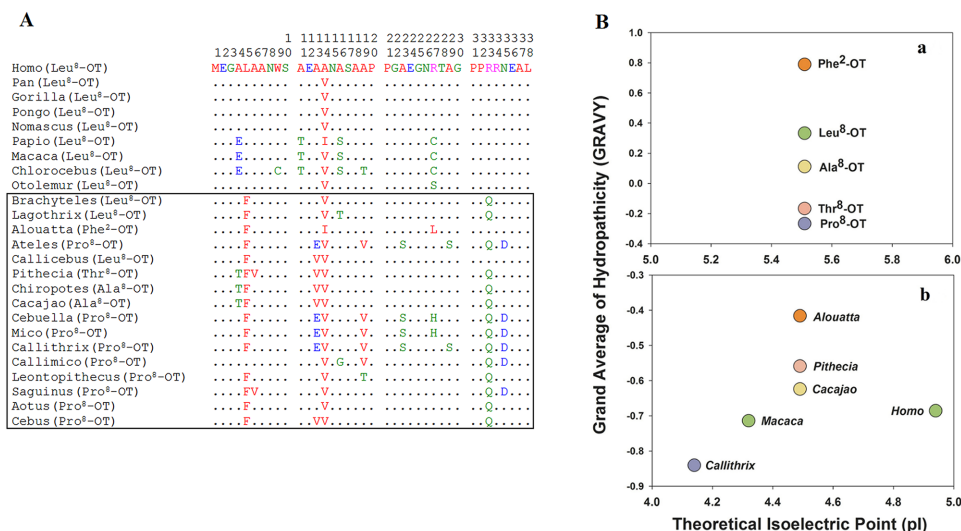 A
1 1111111112 2222222223 33333333
1234567890 1234567890 1234567890 12345678
Homo(Leu⁸-OT) MEGALAANWS AEAANASAAP PGAEGNRTAG PPRRNEAL
Pan(Leu⁸-OT) .......... ...V...... .......... ........
Gorilla(Leu⁸-OT) .......... ...V...... .......... ........
Pongo(Leu⁸-OT) .......... ...V...... .......... ........
Nomascus(Leu⁸-OT) .......... ...V...... .......... ........
Papio(Leu⁸-OT) ...E...... T..I.S.... ......C... ........
Macaca(Leu⁸-OT) ...E...... T..V.S.... ......C... ........
Chlorocebus(Leu⁸-OT) ...E....C. T..V.S..T. ......C... ........
Otolemur(Leu⁸-OT) .......... ...V...... ......S... ........
Brachyteles(Leu⁸-OT) ....F..... ...V...... .......... ..Q.....
Lagothrix(Leu⁸-OT) ....F..... ...V.T.... .......... ..Q.....
Alouatta(Phe²-OT) ....F..... ...I...... ......L... ........
Ateles(Pro⁸-OT) ....F..... ..EV....V. ..S.....S. ..Q.D...
Callicebus(Leu⁸-OT) ....F..... ..VV...... .......... ........
Pithecia(Thr⁸-OT) ...TFV.... ..VV...... .......... ..Q.....
Chiropotes(Ala⁸-OT) ...TF..... ..VV...... .......... ..Q.....
Cacajao(Ala⁸-OT) ...TF..... ..VV...... .......... ..Q.....
Cebuella(Pro⁸-OT) ....F..... ..EV....V. ..S...H... ..Q.D...
Mico(Pro⁸-OT) ....F..... ..EV....V. ..S...H... ..Q.D...
Callithrix(Pro⁸-OT) ....F..... ..EV....V. ..S.....S. ..Q.D...
Callimico(Pro⁸-OT) .......... ...V.G..V. .......... ..Q.D...
Leontopithecus(Pro⁸-OT) ....F..... ...V....T. .......... ..Q.....
Saguinus(Pro⁸-OT) ....FV.... ...V...... .......... ..Q.D...
Aotus(Pro⁸-OT) ....F..... ...V...... .......... ..Q.....
Cebus(Pro⁸-OT) ....F..... ..VV...... .......... ..Q.....
B
Grand Average of Hydropathicity (GRAVY)
a
1.0
0.8
0.6
0.4
0.2
0.0
-0.2
-0.4
Phe²-OT
Leu⁸-OT
Ala⁸-OT
Thr⁸-OT
Pro⁸-OT
5.0 5.2 5.4 5.6 5.8 6.0
b
-0.3
-0.4
-0.5
-0.6
-0.7
-0.8
-0.9
Alouatta
Pithecia
Cacajao
Homo
Macaca
Callithrix
4.0 4.2 4.4 4.6 4.8 5.0
Theoretical Isoelectric Point (pI)